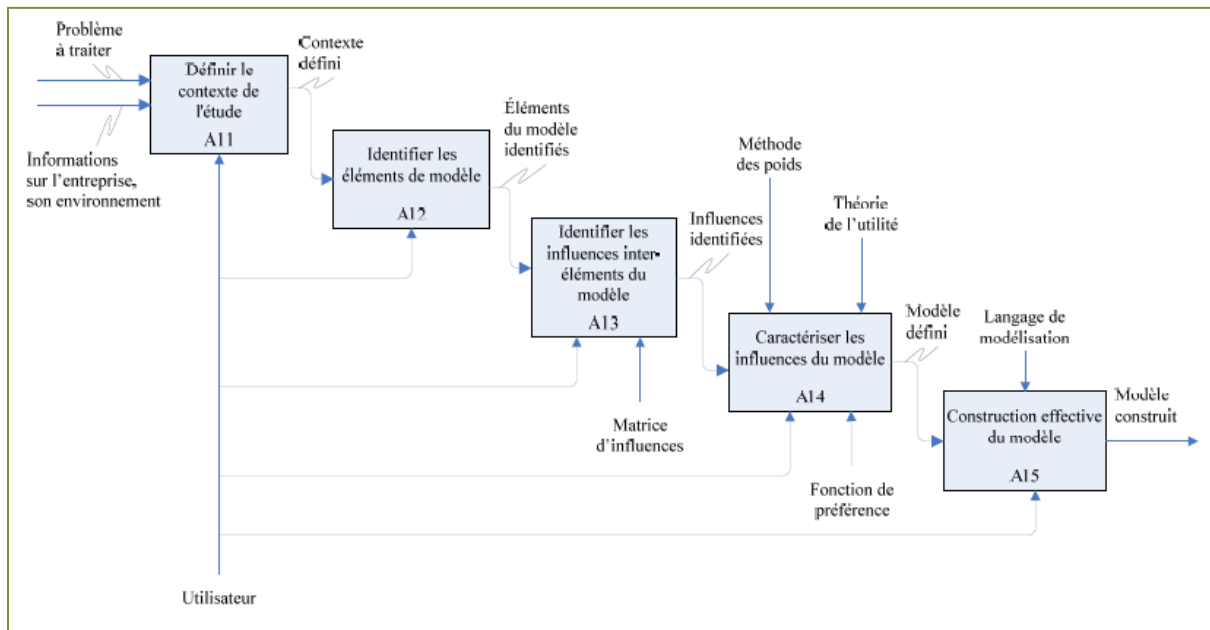 Problème
à traiter
Définir le
contexte de
l'étude
A11
Contexte
défini
Informations
sur l’entreprise,
son environnement
Identifier les
éléments de modèle
A12
Éléments
du modèle
identifiés
Identifier les
influences inter-
éléments du
modèle
A13
Influences
identifiées
Méthode
des poids
Théorie
de l’utilité
Caractériser les
influences du modèle
A14
Modèle
défini
Langage de
modélisation
Construction effective
du modèle
A15
Modèle
construit
Matrice
d’influences
Fonction de
préférence
Utilisateur